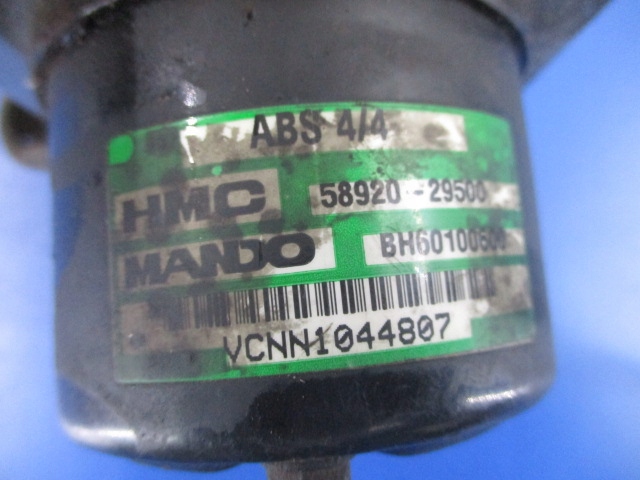 ABS 4/4
HMC 58920-29500
MANDO BH60100600
VCNN1044807